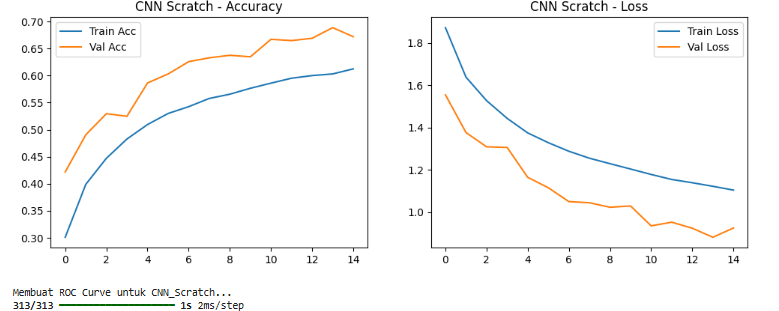 CNN Scratch - Accuracy
0.70
0.65
0.60
0.55
0.50
0.45
0.40
0.35
0.30
Train Acc
Val Acc
0 2 4 6 8 10 12 14
CNN Scratch - Loss
1.8
1.6
1.4
1.2
1.0
Train Loss
Val Loss
0 2 4 6 8 10 12 14
Membuat ROC Curve untuk CNN_Scratch...
313/313 ━━━━━━━━━━━━━━━━━━━━ 1s 2ms/step